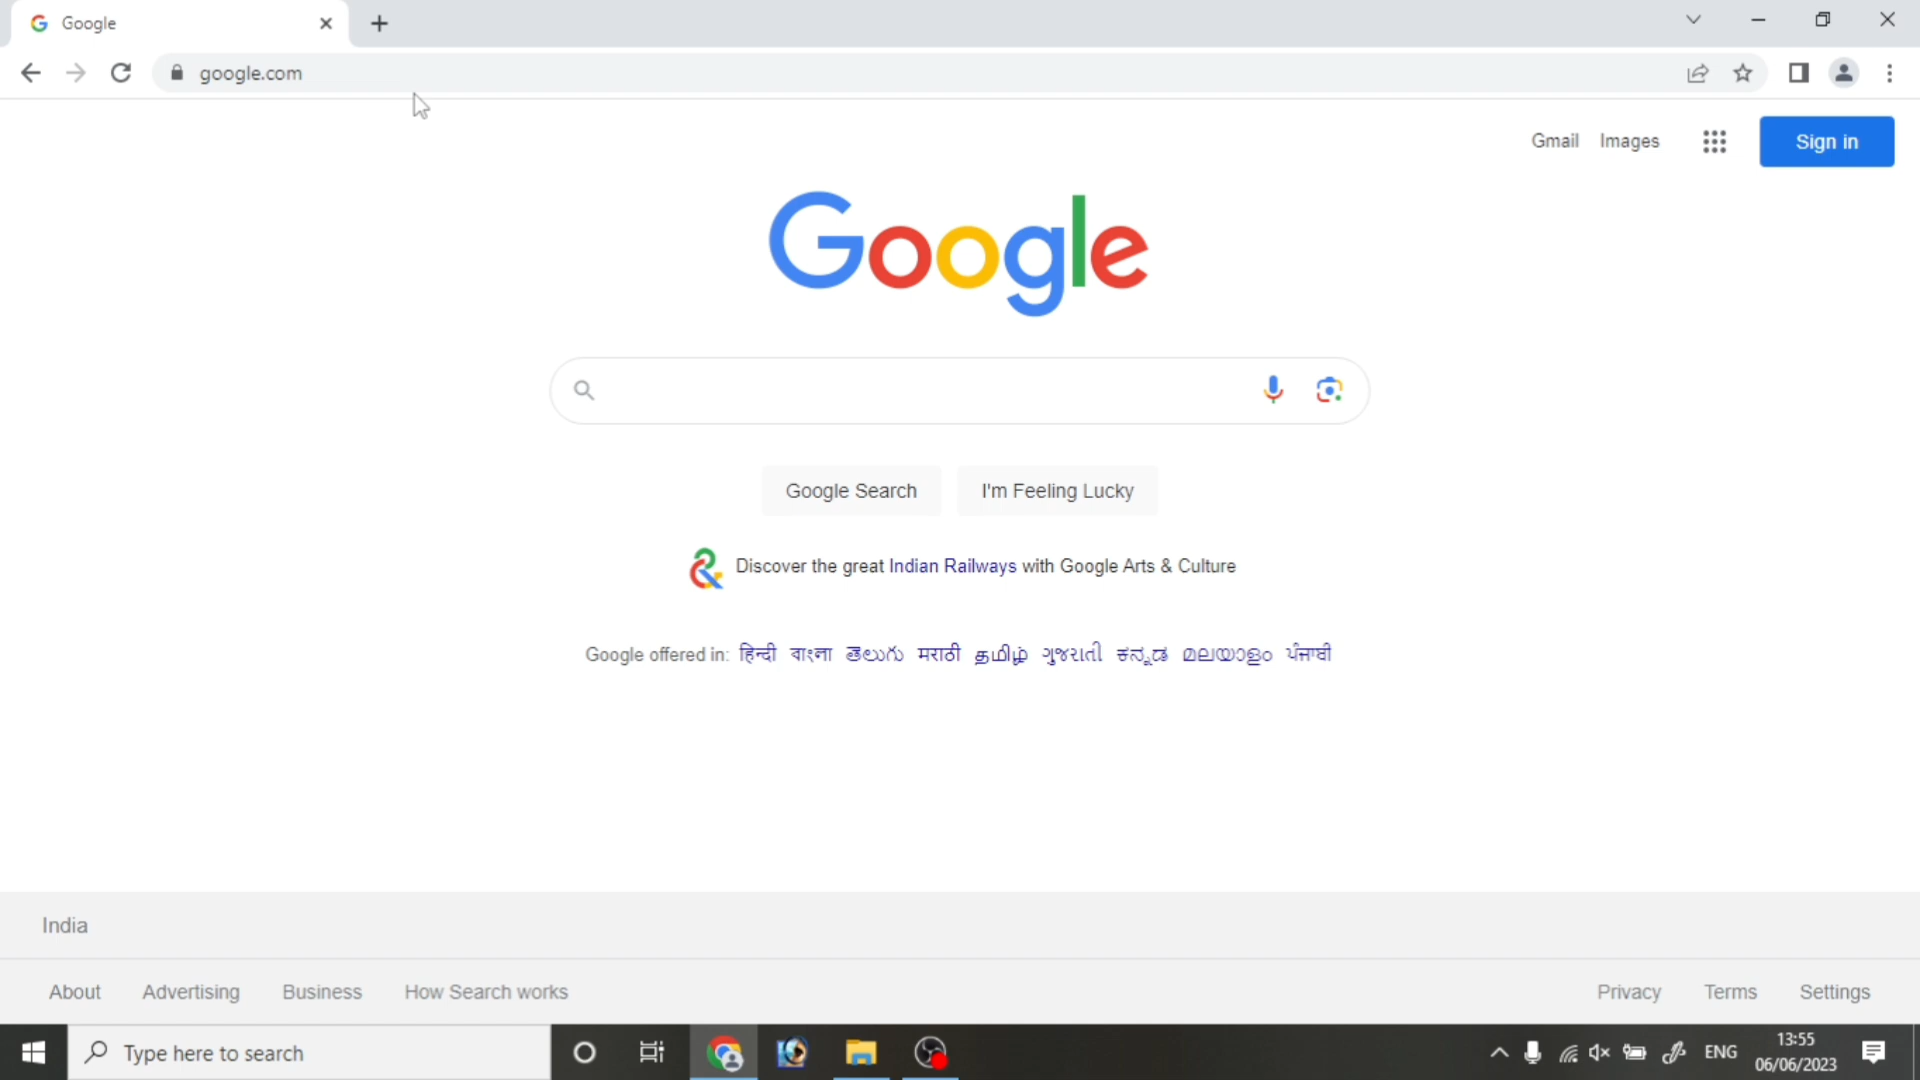 Google
google.com
Gmail Images Sign in
Google
Google Search I'm Feeling Lucky
Discover the great Indian Railways with Google Arts & Culture
Google offered in: हिन्दी বাংলা తెలుగు मराठी தமிழ் ગુજરાતી ಕನ್ನಡ മലയാളം ਪੰਜਾਬੀ
India
About Advertising Business How Search works Privacy Terms Settings
Type here to search ENG 13:55
06/06/2023